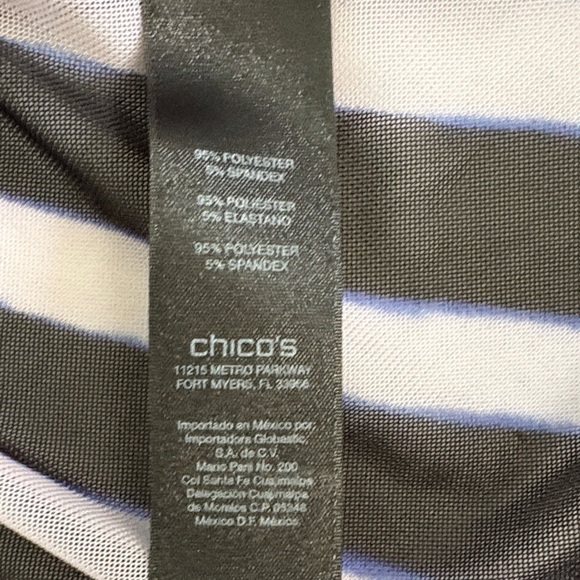 95% POLYESTER
5% SPANDEX
95% POLYESTER
5% ELASTANO
95% POLYESTER
5% SPANDEX
chico's
11215 METRO PARKWAY
FORT MYERS, FL 33966
Importado en México por:
Importadora Globastic,
S.A. de C.V.
Mario Pani No. 200
Col Santa Fe Cuajimalpa
Delegación Cuajimalpa
de Morelos C.P. 05348
México D.F. México